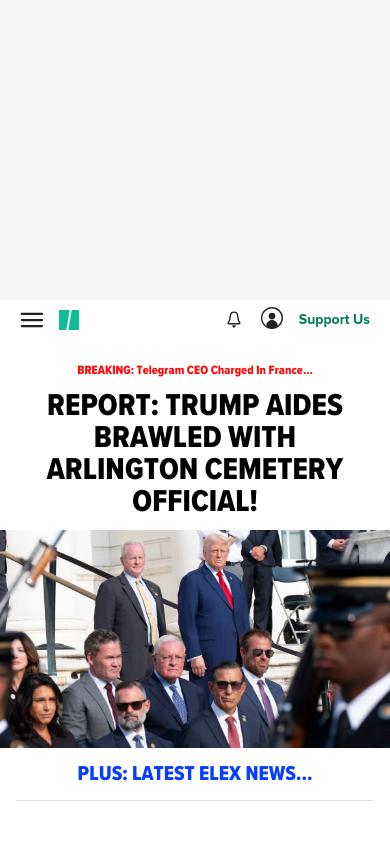 Support Us
BREAKING: Telegram CEO Charged In France...
REPORT: TRUMP AIDES
BRAWLED WITH
ARLINGTON CEMETERY
OFFICIAL!
PLUS: LATEST ELEX NEWS...